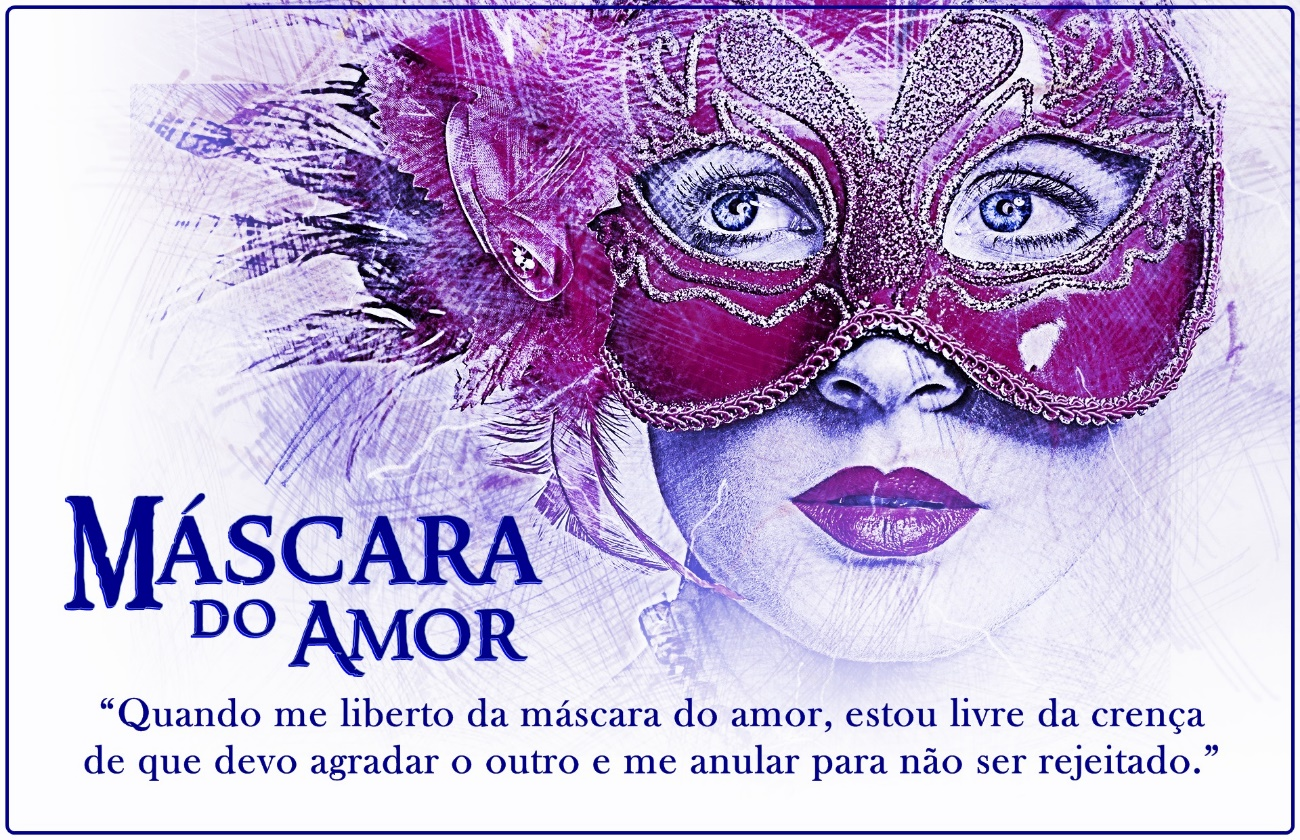 MÁSCARA
DO AMOR
“Quando me liberto da máscara do amor, estou livre da crença
de que devo agradar o outro e me anular para não ser rejeitado.”